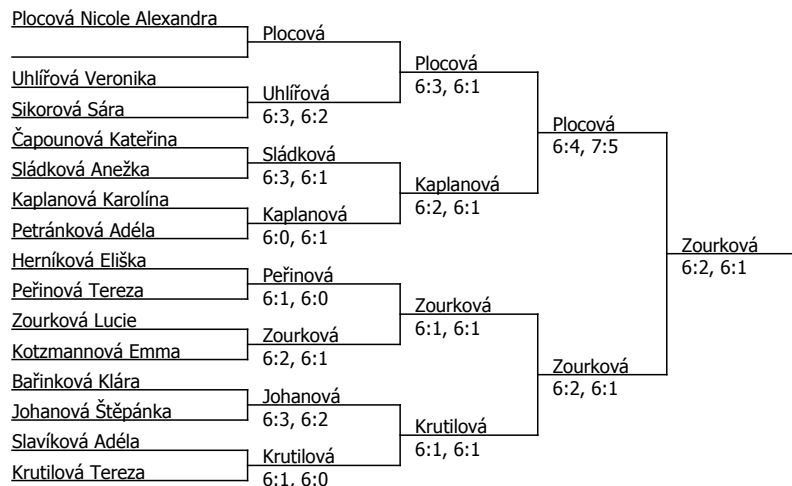 Plocová Nicole Alexandra
Uhlířová Veronika
Sikorová Sára
Čapounová Kateřina
Sládková Anežka
Kaplanová Karolína
Petránková Adéla
Herníková Eliška
Peřinová Tereza
Zourková Lucie
Kotzmannová Emma
Bařinková Klára
Johanová Štěpánka
Slavíková Adéla
Krutilová Tereza
Plocová
Uhlířová
6:3, 6:2
Sládková
6:3, 6:1
Kaplanová
6:0, 6:1
Peřinová
6:1, 6:0
Zourková
6:2, 6:1
Johanová
6:3, 6:2
Krutilová
6:1, 6:0
Plocová
6:3, 6:1
Kaplanová
6:2, 6:1
Zourková
6:1, 6:1
Krutilová
6:1, 6:1
Plocová
6:4, 7:5
Zourková
6:2, 6:1
Zourková
6:2, 6:1